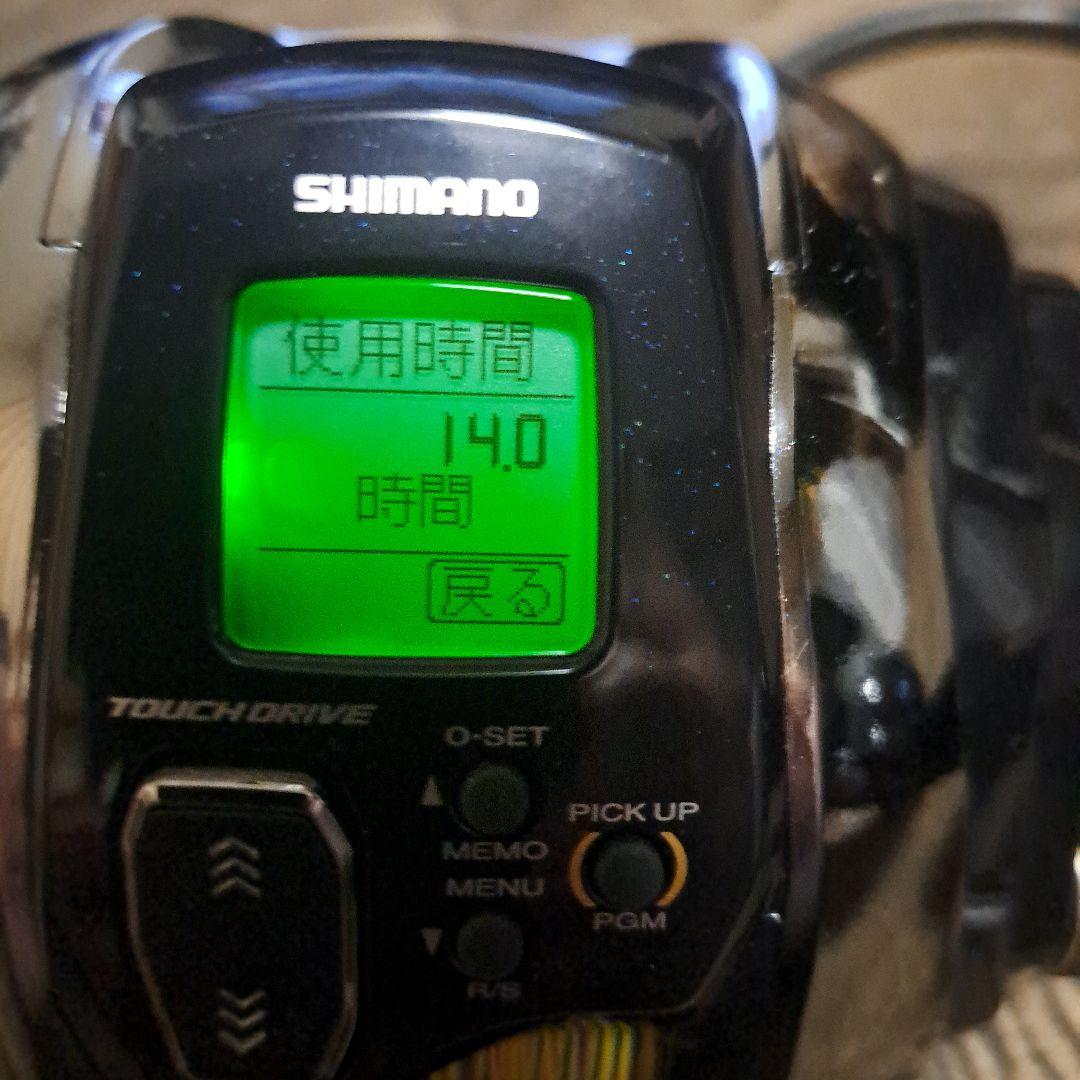 SHIMANO
使用時間
14.0
時間
戻る
TOUCH DRIVE
0-SET
▲
MEMO
MENU
▼
R/S
PICK UP
PGM